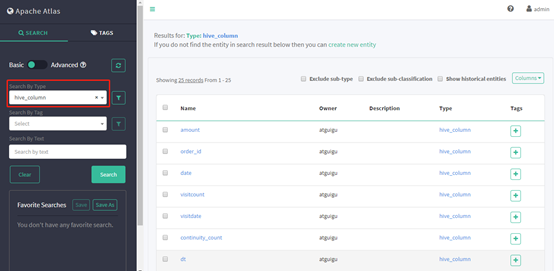 Apache Atlas
SEARCH TAGS
Basic Advanced
Search By Type
hive_column × 
Search By Tag
Select
Search By Text
Search by text
Clear Search
Favorite Searches Save Save As
You don't have any favorite search.
admin
Results for: Type: hive_column
If you do not find the entity in search result below then you can create new entity
Showing 25 records From 1 - 25
Exclude sub-type Exclude sub-classification Show historical entities Columns
Name Owner Description Type Tags
amount atguigu hive_column +
order_id atguigu hive_column +
date atguigu hive_column +
visitcount atguigu hive_column +
visitdate atguigu hive_column +
continuity_count atguigu hive_column +
dt atguigu hive_column +